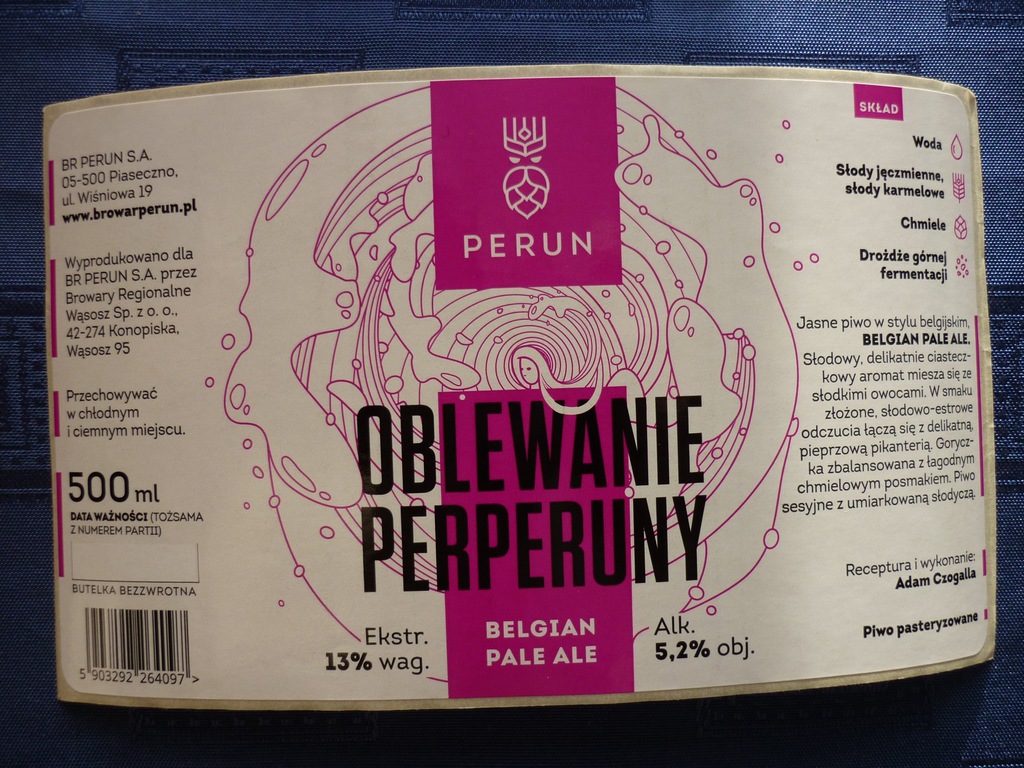 BR PERUN S.A.
05-500 Piaseczno,
ul. Wiśniowa 19
www.browarperun.pl
Wyprodukowano dla
BR PERUN S.A. przez
Browary Regionalne
Wąsosz Sp. z o. o.,
42-274 Konopiska,
Wąsosz 95
Przechowywać
w chłodnym
i ciemnym miejscu.
500 ml
DATA WAŻNOŚCI (TOŻSAMA
Z NUMEREM PARTII)
BUTELKA BEZZWROTNA
5 903292 264097 >
PERUN
OBLEWANIE
PERPERUNY
Ekstr.
13% wag.
BELGIAN
PALE ALE
Alk.
5,2% obj.
SKŁAD
Woda
Słody jęczmienne,
słody karmelowe
Chmiele
Drożdże górnej
fermentacji
Jasne piwo w stylu belgijskim,
BELGIAN PALE ALE.
Słodowy, delikatnie ciastecz-
kowy aromat miesza się ze
słodkimi owocami. W smaku
złożone, słodowo-estrowe
odczucia łączą się z delikatną,
pieprzową pikanterią. Gorycz-
ka zbalansowana z łagodnym
chmielowym posmakiem. Piwo
sesyjne z umiarkowaną słodyczą.
Receptura i wykonanie:
Adam Czogalla
Piwo pasteryzowane